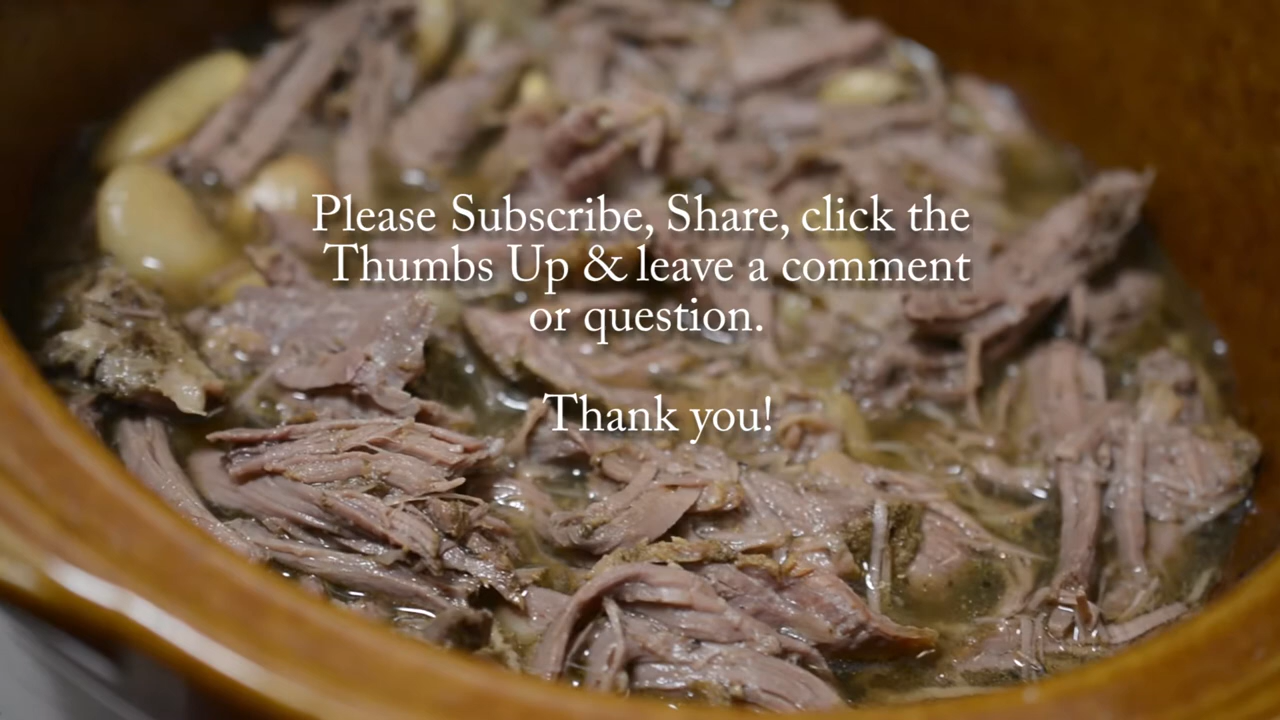 Please Subscribe, Share, click the
Thumbs Up & leave a comment
or question.
Thank you!